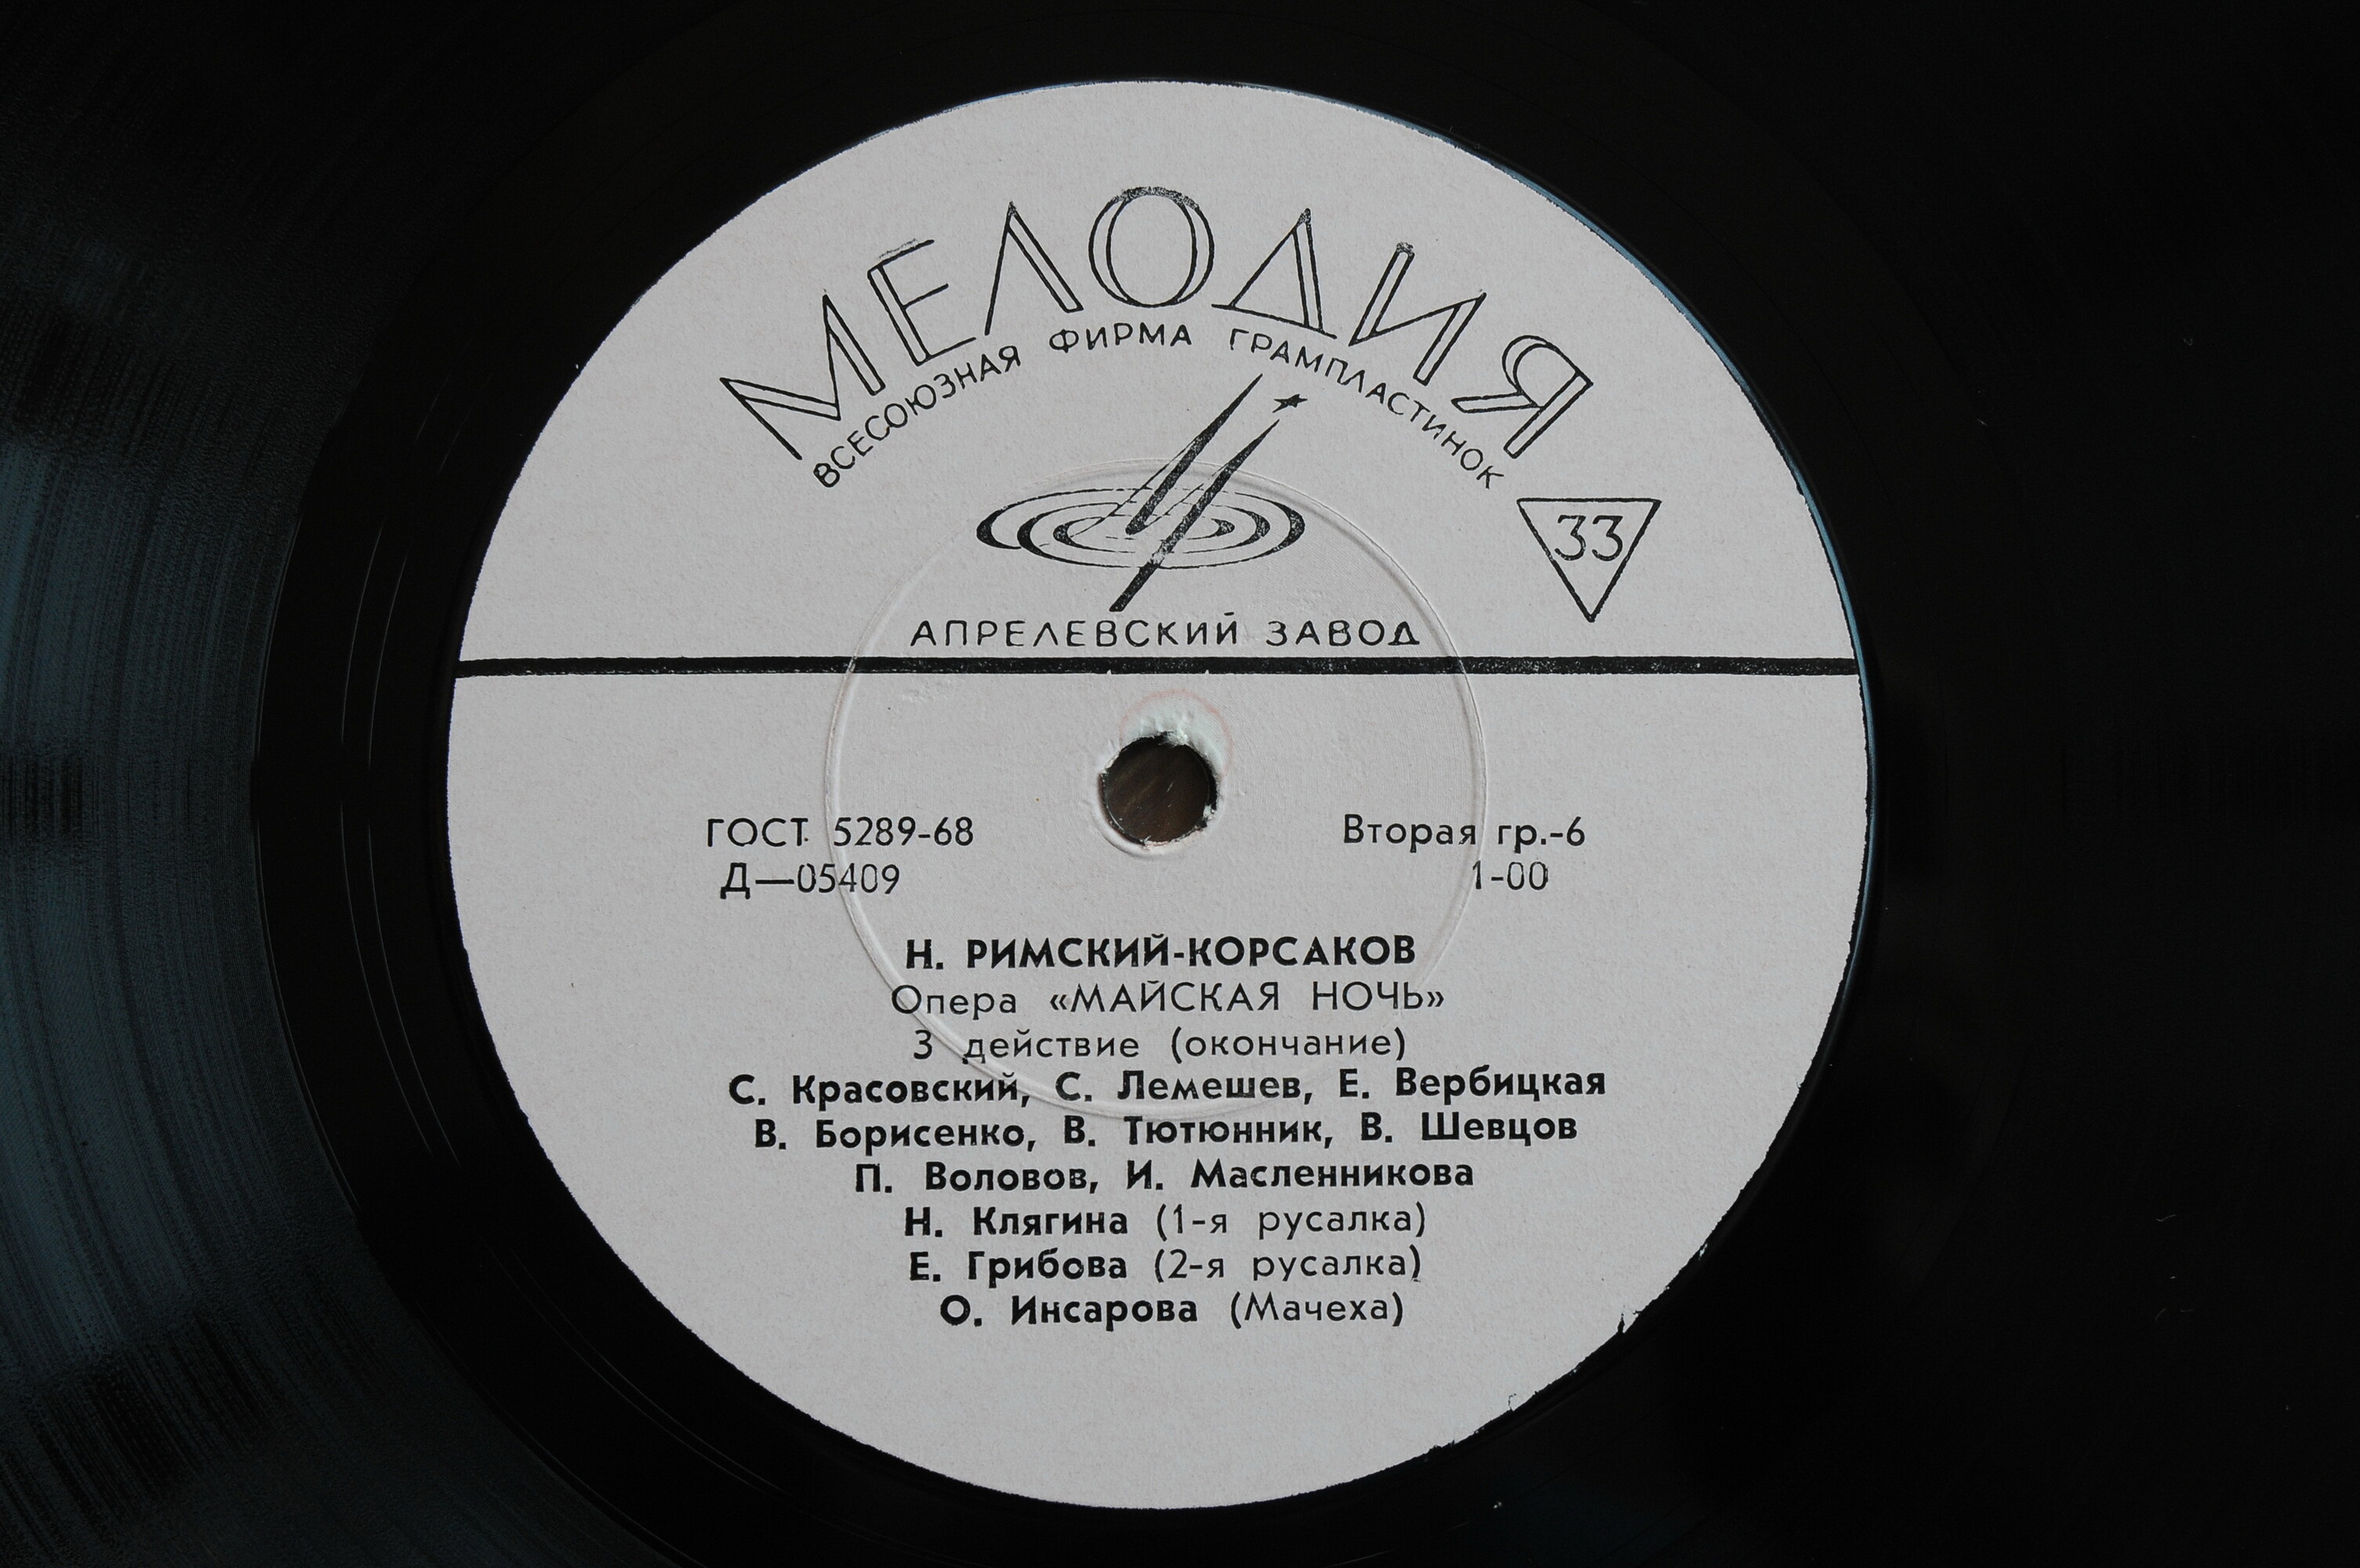 МЕЛОДИЯ
ВСЕСОЮЗНАЯ ФИРМА ГРАМПЛАСТИНОК
33
АПРЕЛЕВСКИЙ ЗАВОД
ГОСТ 5289-68 Вторая гр.-6
Д—05409 1-00
Н. РИМСКИЙ-КОРСАКОВ
Опера «МАЙСКАЯ НОЧЬ»
3 действие (окончание)
С. Красовский, С. Лемешев, Е. Вербицкая
В. Борисенко, В. Тютюнник, В. Шевцов
П. Воловов, И. Масленникова
Н. Клягина (1-я русалка)
Е. Грибова (2-я русалка)
О. Инсарова (Мачеха)